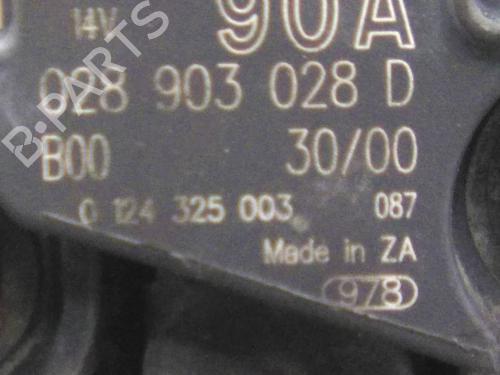 14V 90A
028 903 028 D
B00 30/00
0 124 325 003 087
Made in ZA
978
B-PARTS